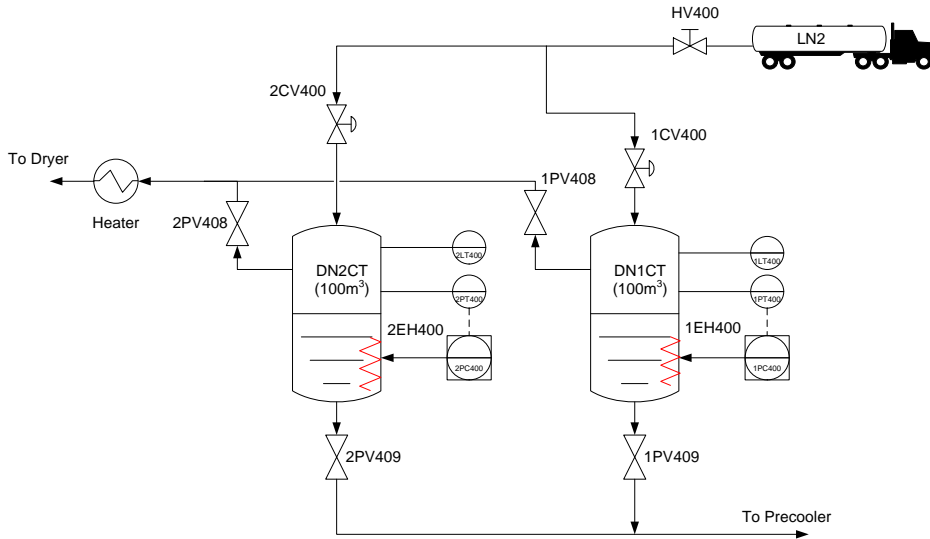 HV400
LN2
2CV400
1CV400
To Dryer
1PV408
Heater
2PV408
DN2CT
(100m³)
2LT400
2PT400
DN1CT
(100m³)
1LT400
1PT400
2EH400
2PC400
1EH400
1PC400
2PV409
1PV409
To Precooler